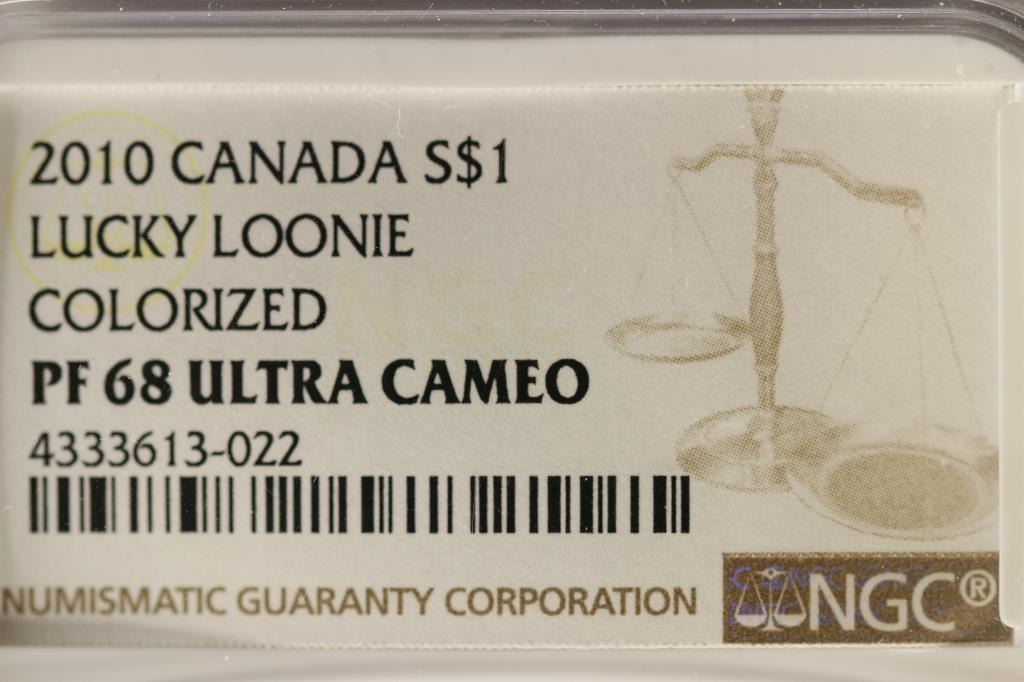 2010 CANADA S$1
LUCKY LOONIE
COLORIZED
PF 68 ULTRA CAMEO
4333613-022
NUMISMATIC GUARANTY CORPORATION
NGC®